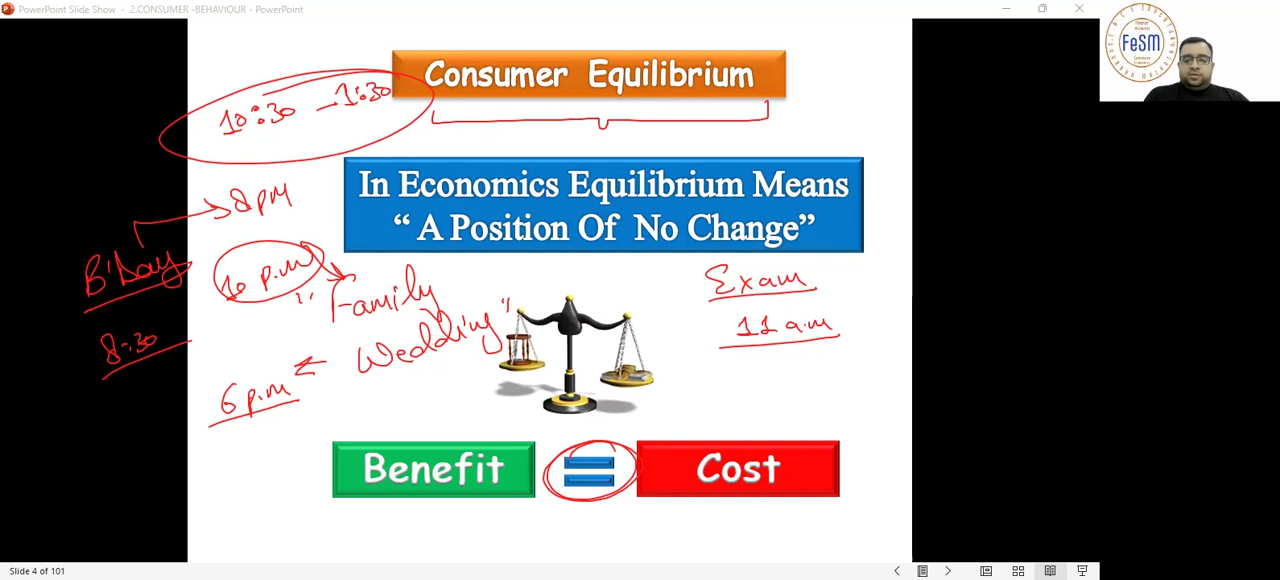 PowerPoint Slide Show - 2.CONSUMER -BEHAVIOUR - PowerPoint
FeSM
Consumer Equilibrium
10:30 - 1:30
In Economics Equilibrium Means
“ A Position Of No Change”
8 PM
B'Day
10 p.m
Family
Wedding"
8:30
6 p.m
Exam
11 a.m
Benefit = Cost
Slide 4 of 101